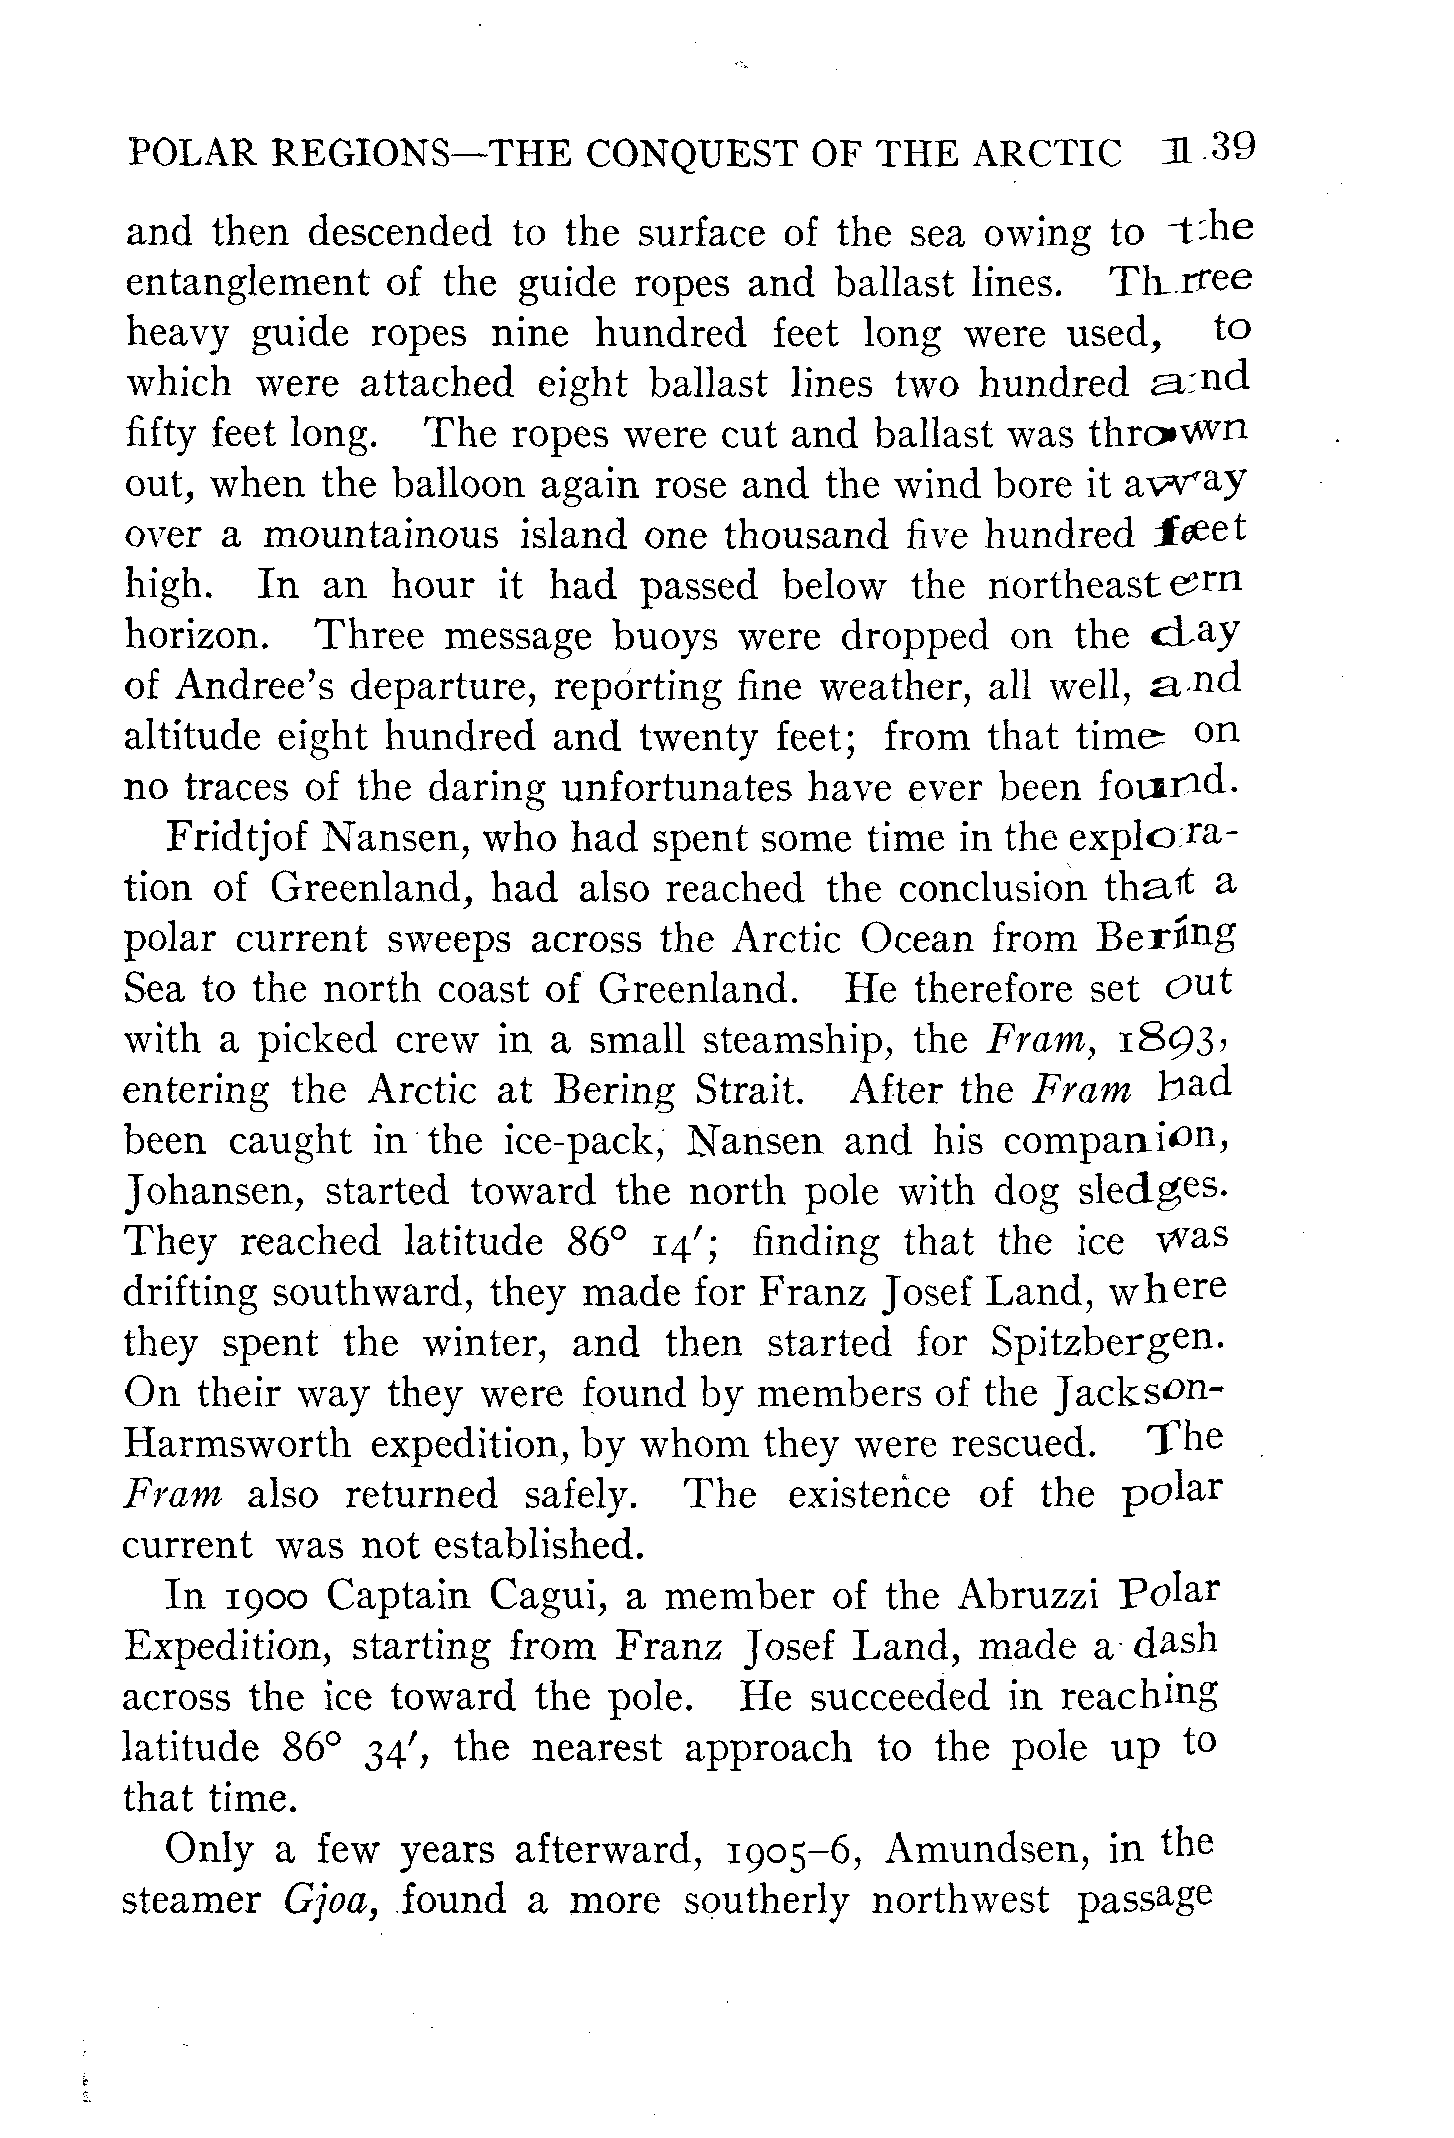 POLAR REGIONS—THE CONQUEST OF THE ARCTIC 139
and then descended to the surface of the sea owing to the
entanglement of the guide ropes and ballast lines. Three
heavy guide ropes nine hundred feet long were used, to
which were attached eight ballast lines two hundred and
fifty feet long. The ropes were cut and ballast was thrown
out, when the balloon again rose and the wind bore it away
over a mountainous island one thousand five hundred feet
high. In an hour it had passed below the northeastern
horizon. Three message buoys were dropped on the day
of Andree's departure, reporting fine weather, all well, and
altitude eight hundred and twenty feet; from that time on
no traces of the daring unfortunates have ever been found.
Fridtjof Nansen, who had spent some time in the explora-
tion of Greenland, had also reached the conclusion that a
polar current sweeps across the Arctic Ocean from Bering
Sea to the north coast of Greenland. He therefore set out
with a picked crew in a small steamship, the Fram, 1893,
entering the Arctic at Bering Strait. After the Fram had
been caught in the ice-pack, Nansen and his companion,
Johansen, started toward the north pole with dog sledges.
They reached latitude 86° 14′; finding that the ice was
drifting southward, they made for Franz Josef Land, where
they spent the winter, and then started for Spitzbergen.
On their way they were found by members of the Jackson-
Harmsworth expedition, by whom they were rescued. The
Fram also returned safely. The existence of the polar
current was not established.
In 1900 Captain Cagui, a member of the Abruzzi Polar
Expedition, starting from Franz Josef Land, made a dash
across the ice toward the pole. He succeeded in reaching
latitude 86° 34′, the nearest approach to the pole up to
that time.
Only a few years afterward, 1905–6, Amundsen, in the
steamer Gjoa, found a more southerly northwest passage